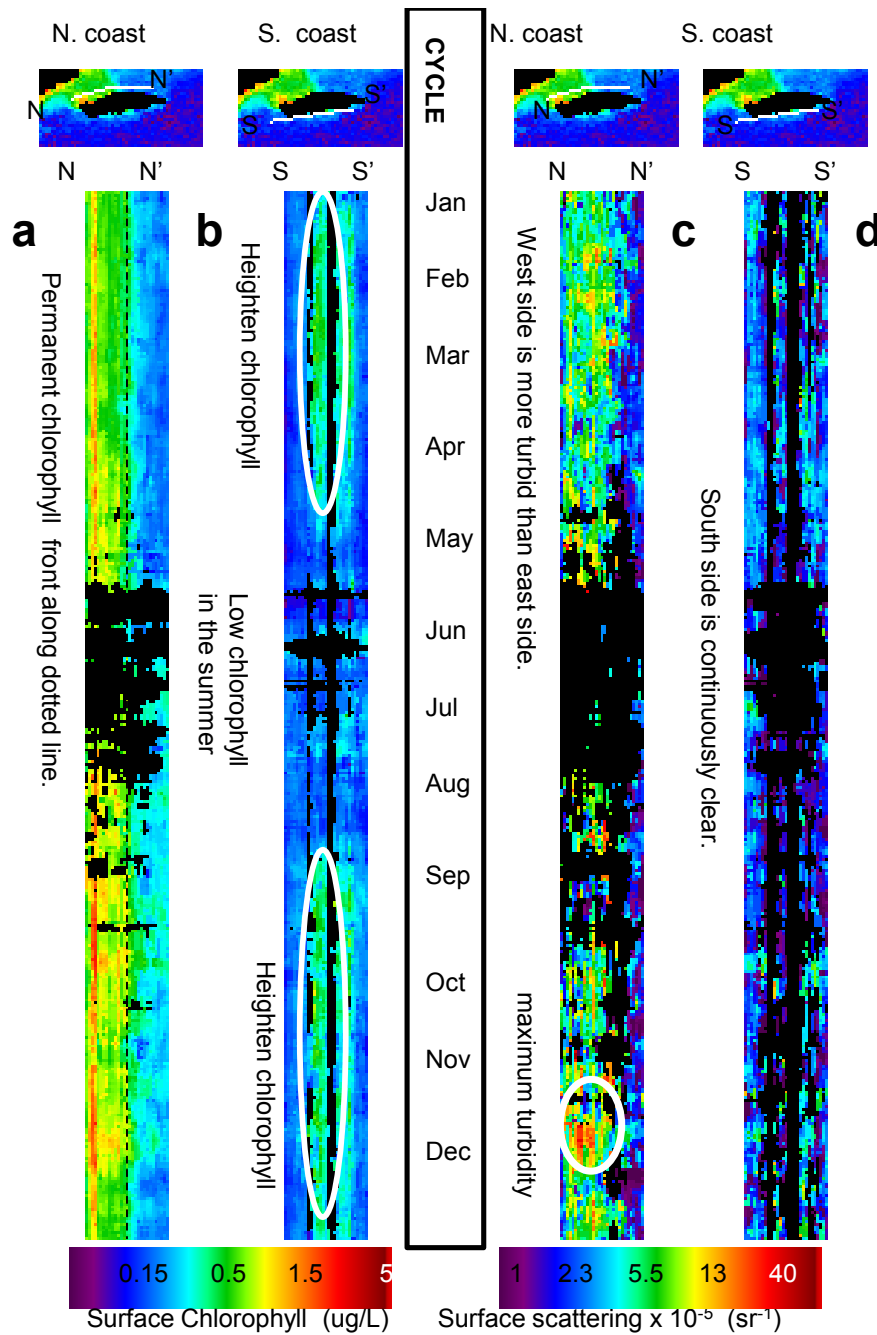 N. coast
S. coast
CYCLE
N. coast
S. coast
N
N'
S
S'
N
N'
S
S'
N
N'
S
S'
N
N'
S
S'
a
b
c
d
Permanent chlorophyll front along dotted line.
Heighten chlorophyll
Low chlorophyll
in the summer
Heighten chlorophyll
Jan
Feb
Mar
Apr
May
Jun
Jul
Aug
Sep
Oct
Nov
Dec
West side is more turbid than east side.
maximum turbidity
South side is continuously clear.
0.15 0.5 1.5 5
Surface Chlorophyll (ug/L)
1 2.3 5.5 13 40
Surface scattering x 10⁻⁵ (sr⁻¹)